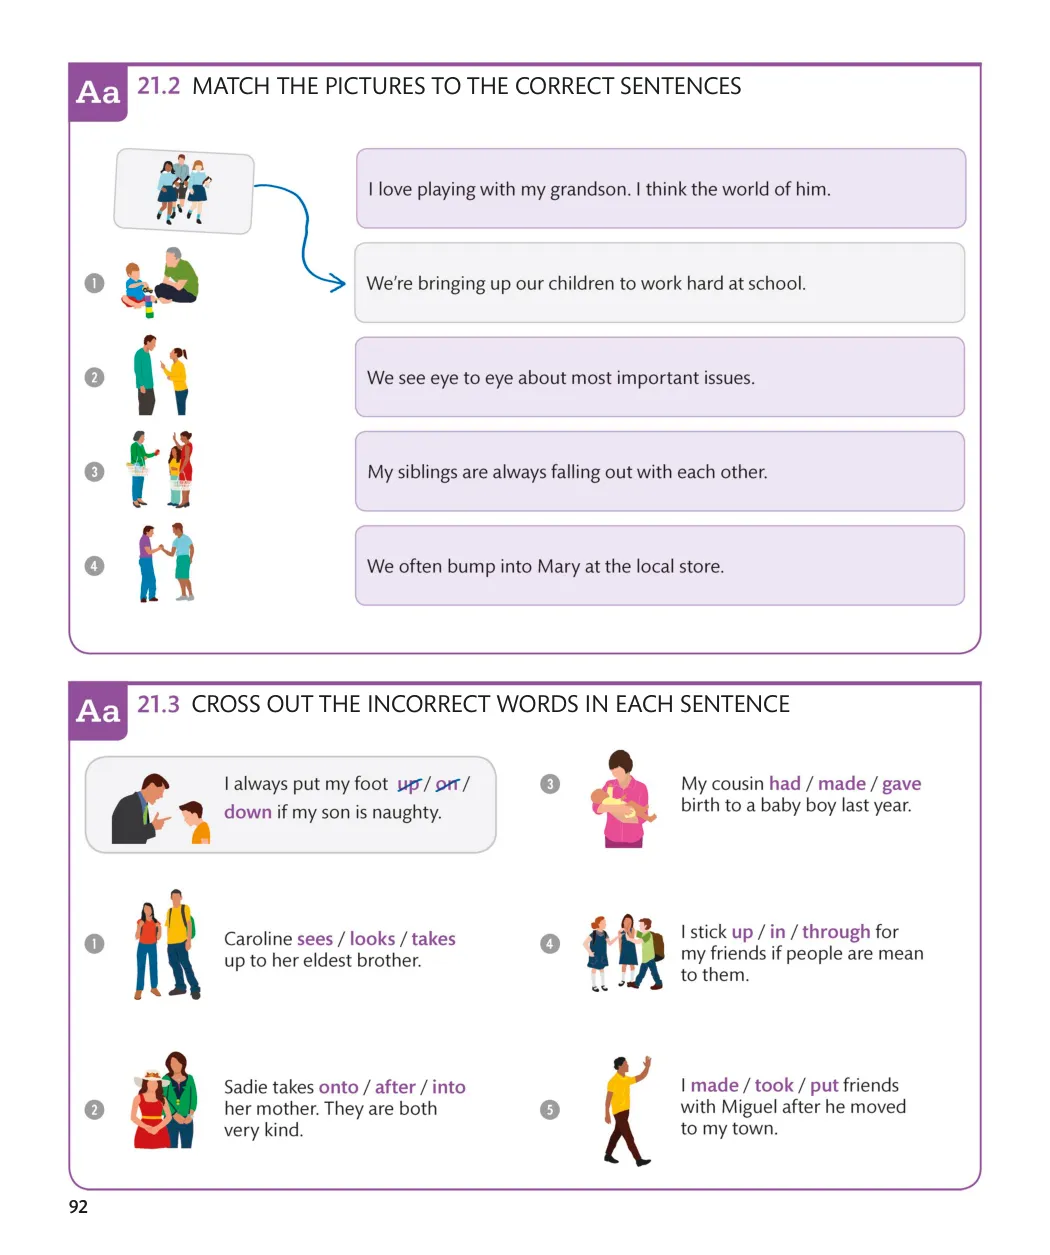 Aa 21.2 MATCH THE PICTURES TO THE CORRECT SENTENCES
I love playing with my grandson. I think the world of him.
1 We're bringing up our children to work hard at school.
2 We see eye to eye about most important issues.
3 My siblings are always falling out with each other.
4 We often bump into Mary at the local store.
Aa 21.3 CROSS OUT THE INCORRECT WORDS IN EACH SENTENCE
I always put my foot up / on /
down if my son is naughty.
1 Caroline sees / looks / takes
up to her eldest brother.
2 Sadie takes onto / after / into
her mother. They are both
very kind.
3 My cousin had / made / gave
birth to a baby boy last year.
4 I stick up / in / through for
my friends if people are mean
to them.
5 I made / took / put friends
with Miguel after he moved
to my town.
92